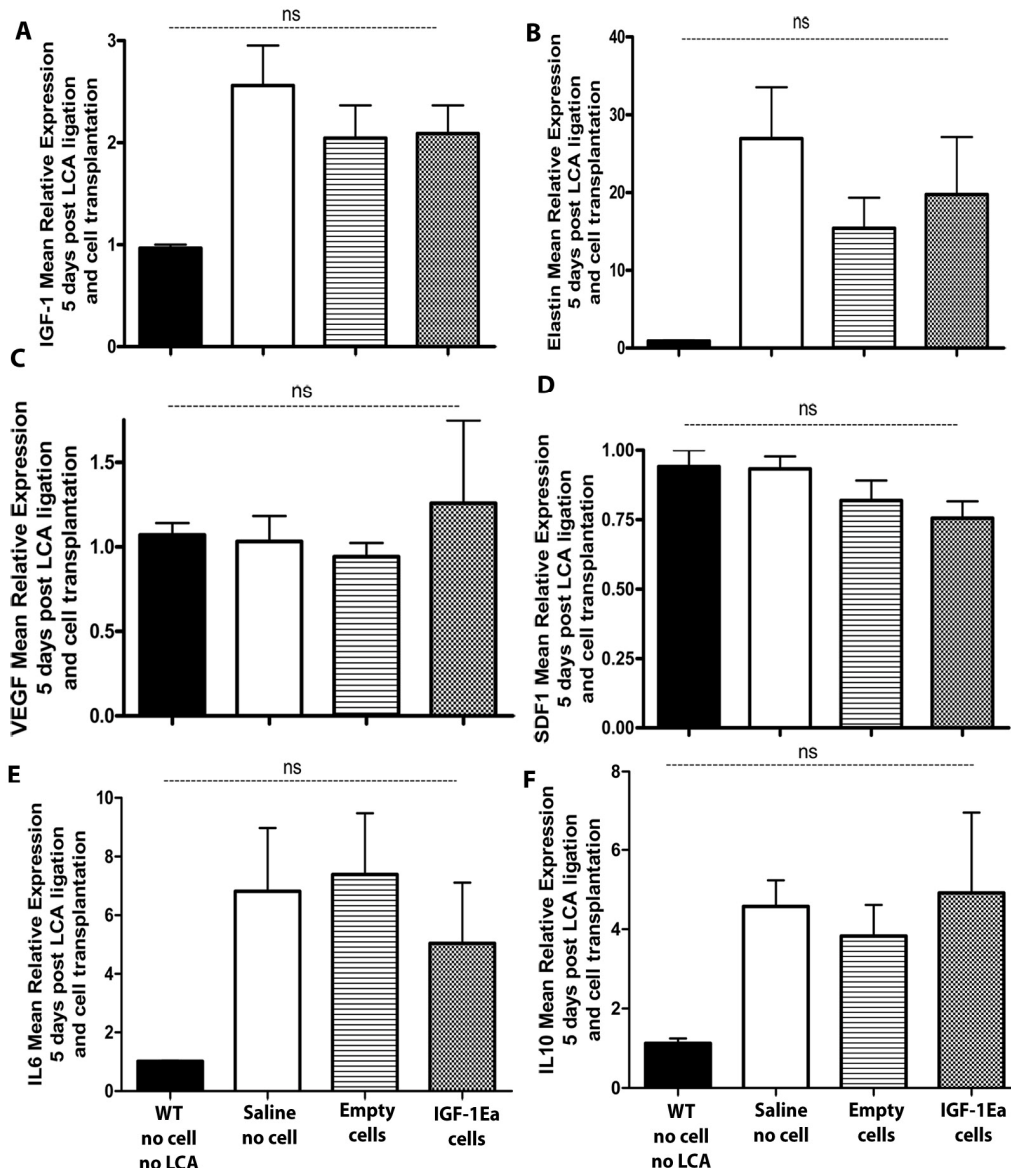 A
ns
IGF-1 Mean Relative Expression
5 days post LCA ligation
and cell transplantation
3
2
1
0
B
ns
Elastin Mean Relative Expression
5 days post LCA ligation
and cell transplantation
40
30
20
10
0
C
ns
VEGF Mean Relative Expression
5 days post LCA ligation
and cell transplantation
1.5
1.0
0.5
0.0
D
ns
SDF1 Mean Relative Expression
5 days post LCA ligation
and cell transplantation
1.00
0.75
0.50
0.25
0.00
E
ns
IL6 Mean Relative Expression
5 days post LCA ligation
and cell transplantation
10
8
6
4
2
0
WT
no cell
no LCA
Saline
no cell
Empty
cells
IGF-1Ea
cells
F
ns
IL10 Mean Relative Expression
5 days post LCA ligation
and cell transplantation
8
6
4
2
0
WT
no cell
no LCA
Saline
no cell
Empty
cells
IGF-1Ea
cells